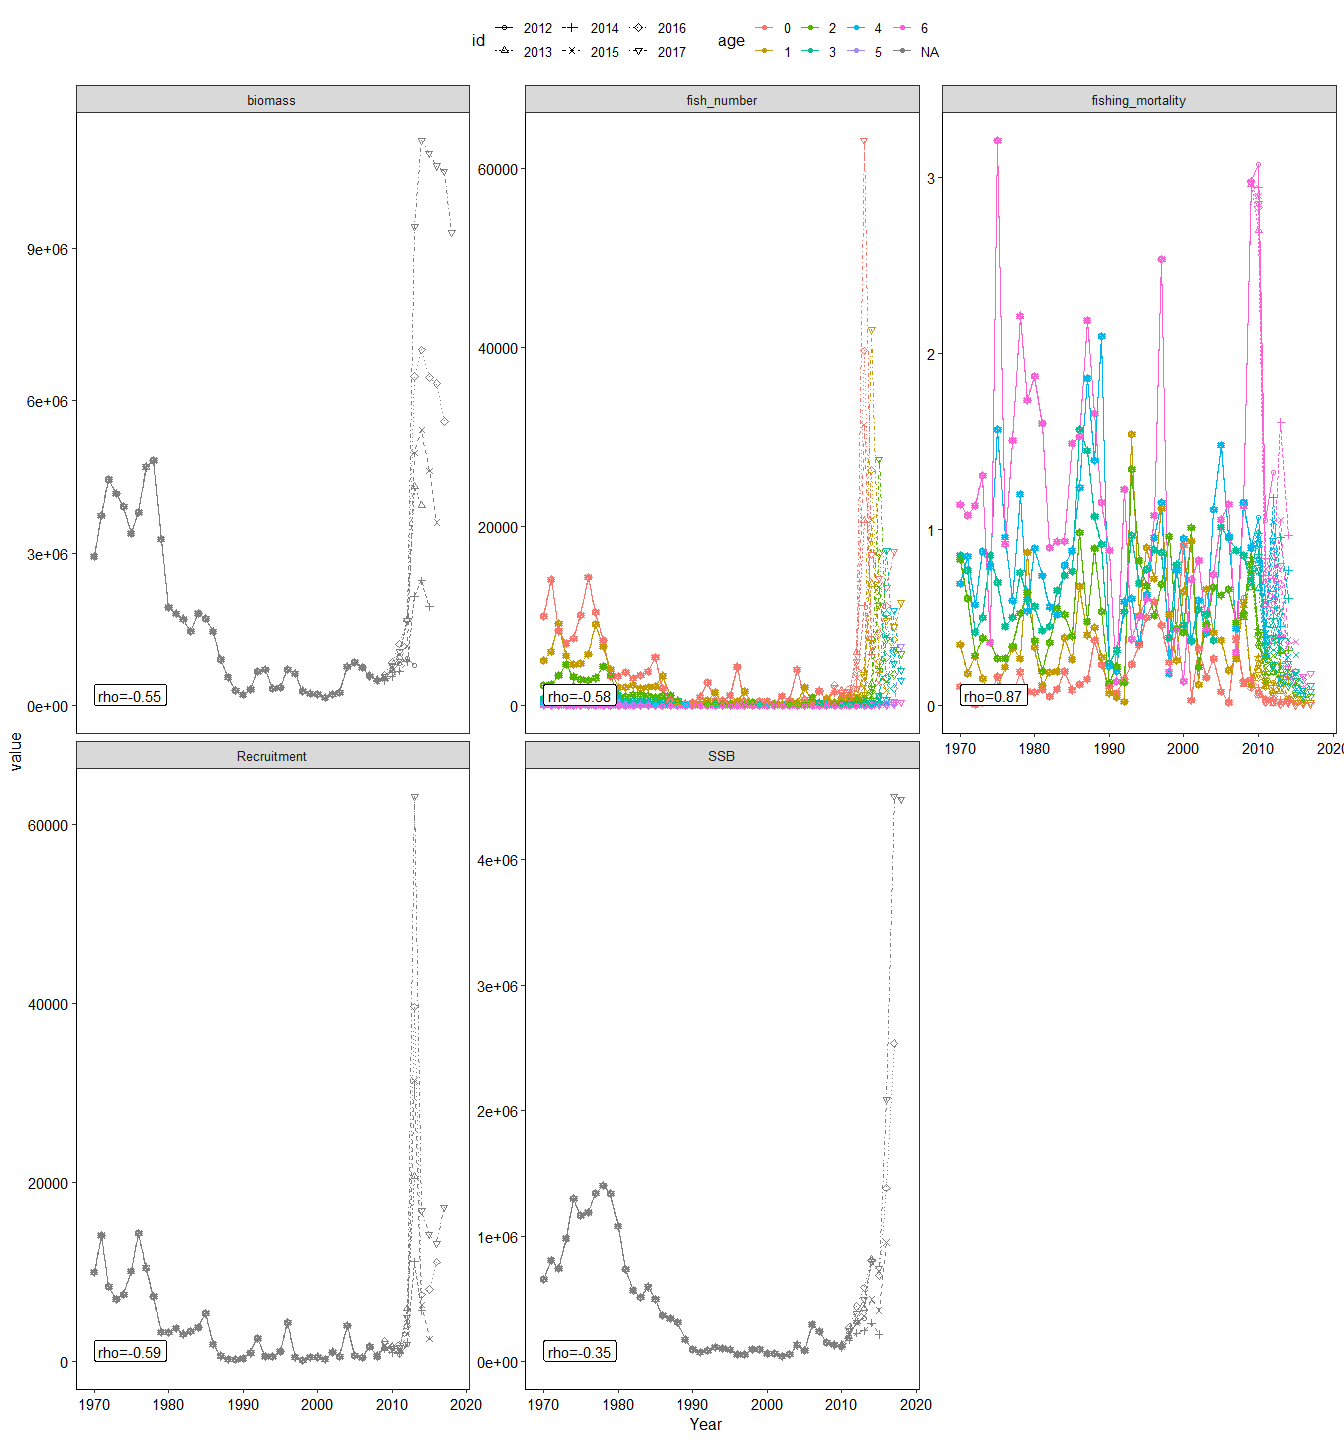 id 2012 2014 2016 age 0 2 4 6
2013 2015 2017 1 3 5 NA
biomass fish_number fishing_mortality
9e+06
6e+06
3e+06
0e+00
rho=-0.55
60000
40000
20000
0
rho=-0.58
3
2
1
0
rho=0.87
1970 1980 1990 2000 2010 2020
value
Recruitment SSB
60000
40000
20000
0
rho=-0.59
1970 1980 1990 2000 2010 2020
4e+06
3e+06
2e+06
1e+06
0e+00
rho=-0.35
1970 1980 1990 2000 2010 2020
Year